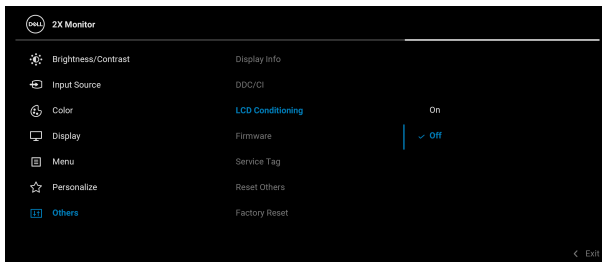 DELL 2X Monitor
Brightness/Contrast Display Info
Input Source DDC/CI
Color LCD Conditioning On
Display Firmware Off
Menu Service Tag
Personalize Reset Others
Others Factory Reset
Exit